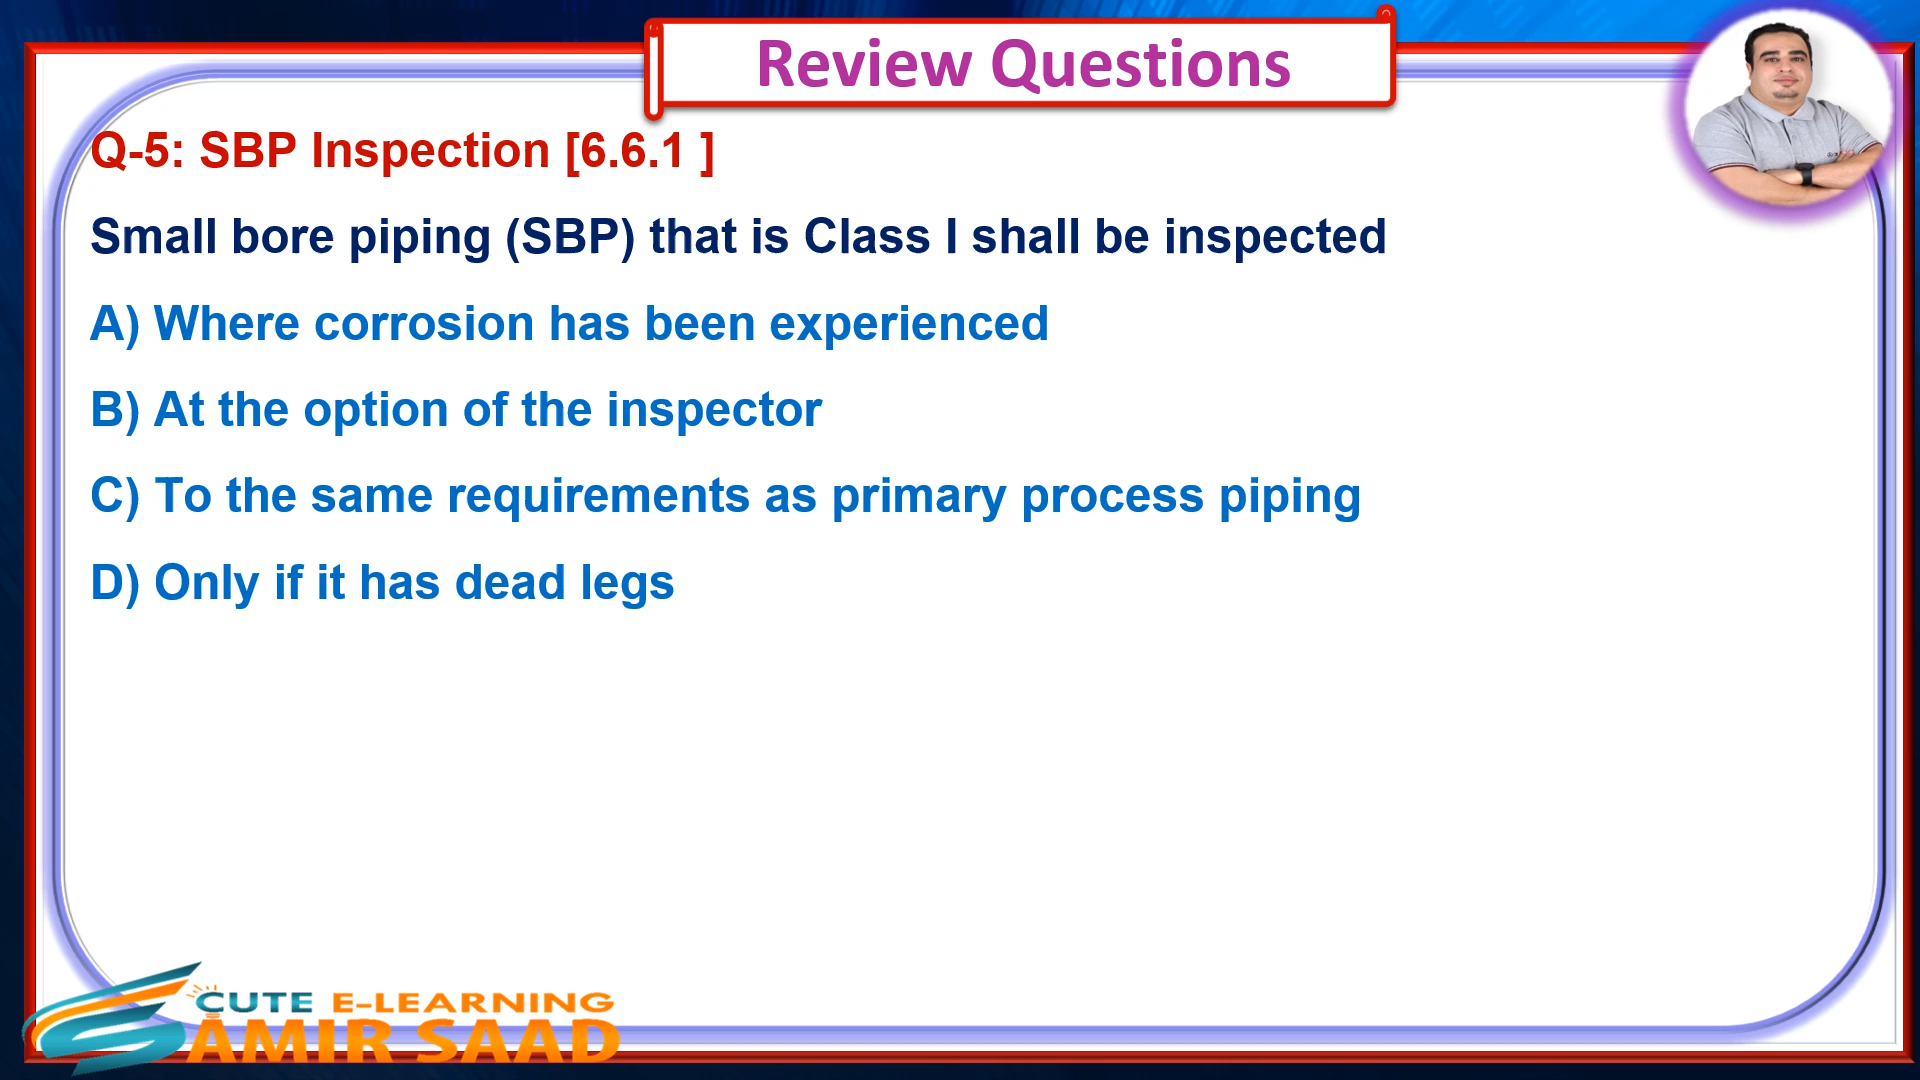 Review Questions
Q-5: SBP Inspection [6.6.1 ]
Small bore piping (SBP) that is Class I shall be inspected
A) Where corrosion has been experienced
B) At the option of the inspector
C) To the same requirements as primary process piping
D) Only if it has dead legs
CUTE E-LEARNING
AMIR SAAD